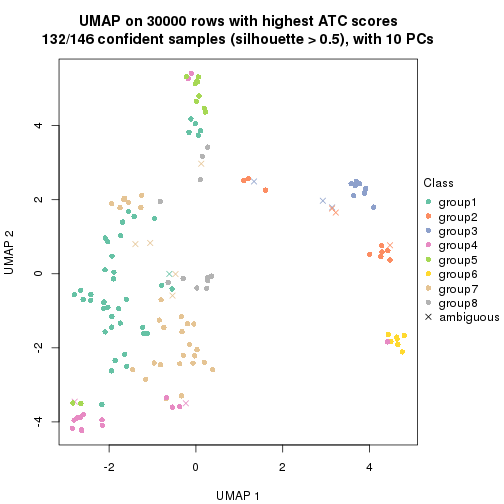 UMAP on 30000 rows with highest ATC scores
132/146 confident samples (silhouette > 0.5), with 10 PCs
UMAP 2
4
2
0
-2
-4
-2
0
2
4
UMAP 1
Class
group1
group2
group3
group4
group5
group6
group7
group8
ambiguous